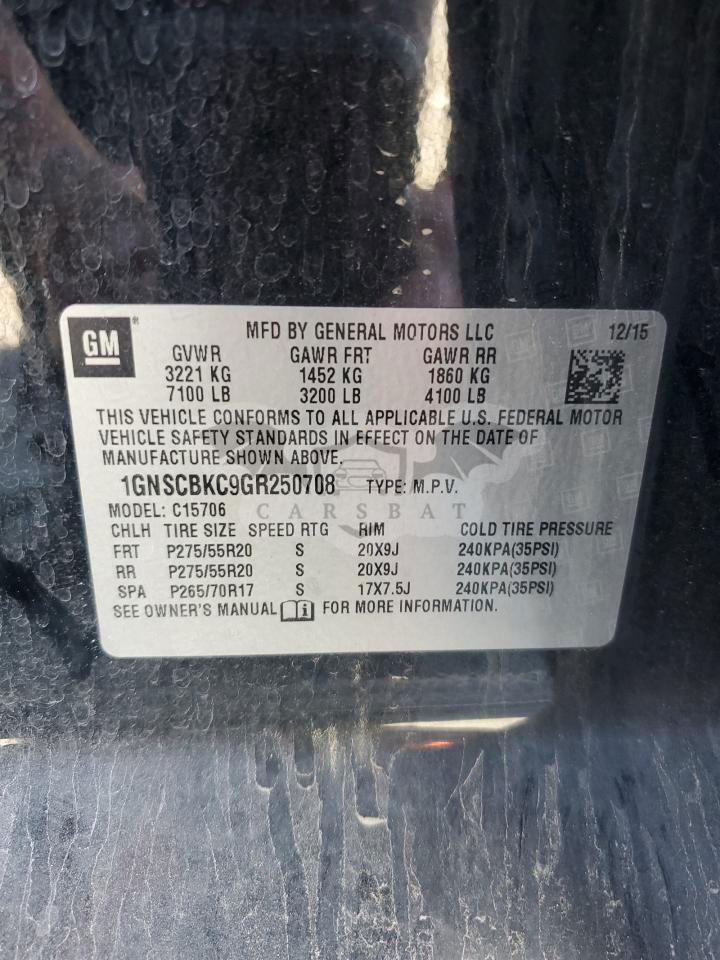 GM ®
MFD BY GENERAL MOTORS LLC 12/15
GVWR GAWR FRT GAWR RR
3221 KG 1452 KG 1860 KG
7100 LB 3200 LB 4100 LB
THIS VEHICLE CONFORMS TO ALL APPLICABLE U.S. FEDERAL MOTOR
VEHICLE SAFETY STANDARDS IN EFFECT ON THE DATE OF
MANUFACTURE SHOWN ABOVE.
1GNSCBKC9GR250708 TYPE: M.P.V.
MODEL: C15706
CARSBAT
CHLH TIRE SIZE SPEED RTG RIM COLD TIRE PRESSURE
FRT P275/55R20 S 20X9J 240KPA(35PSI)
RR P275/55R20 S 20X9J 240KPA(35PSI)
SPA P265/70R17 S 17X7.5J 240KPA(35PSI)
SEE OWNER'S MANUAL FOR MORE INFORMATION.